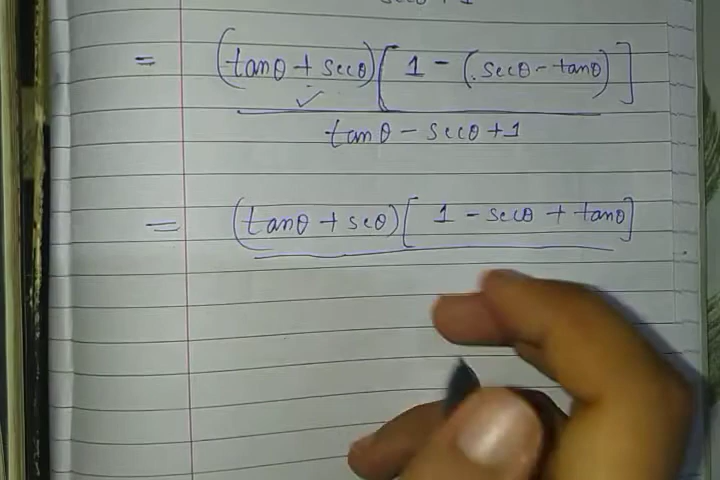 = (tanθ + secθ)[1 - (secθ - tanθ)]
tanθ - secθ + 1
= (tanθ + secθ)[1 - secθ + tanθ]